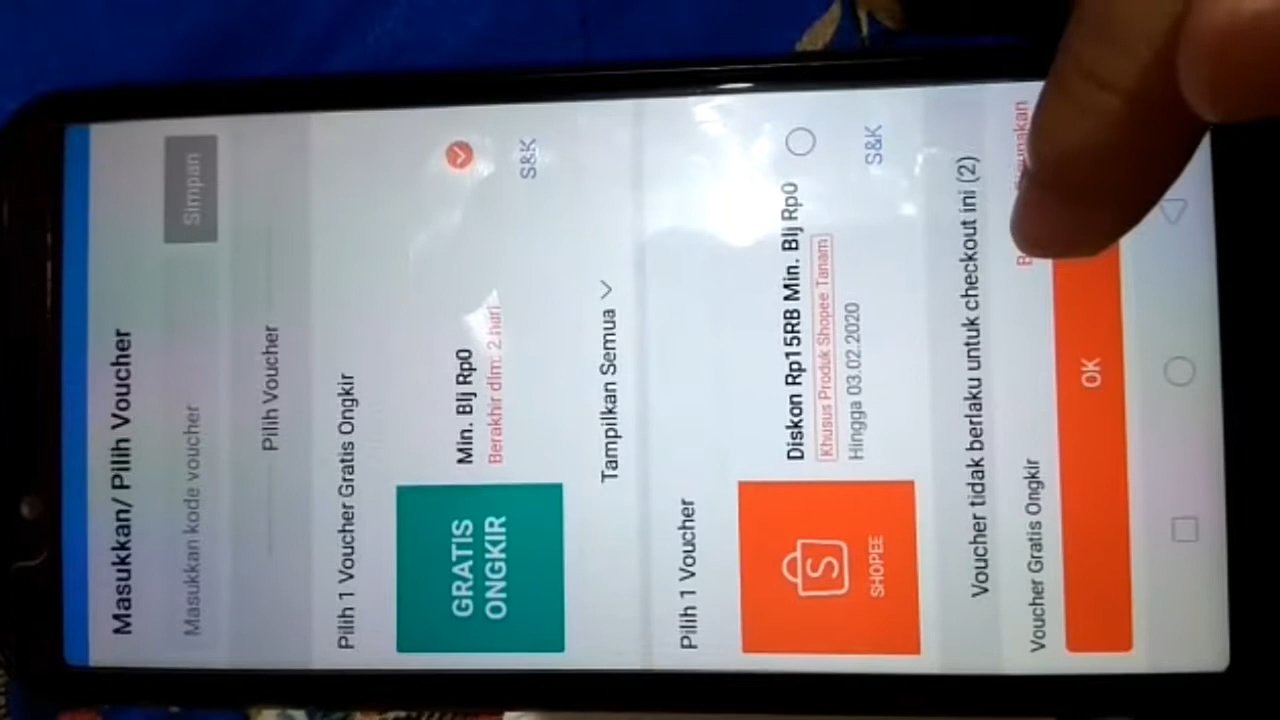 Masukkan/ Pilih Voucher
Masukkan kode voucher
Simpan
Pilih Voucher
Pilih 1 Voucher Gratis Ongkir
GRATIS
ONGKIR
Min. Blj Rp0
Berakhir dlm: 2 hari
S&K
Tampilkan Semua
Pilih 1 Voucher
SHOPEE
Diskon Rp15RB Min. Blj Rp0
Khusus Produk Shopee Tanam
Hingga 03.02.2020
S&K
Voucher tidak berlaku untuk checkout ini (2)
Voucher Gratis Ongkir
OK